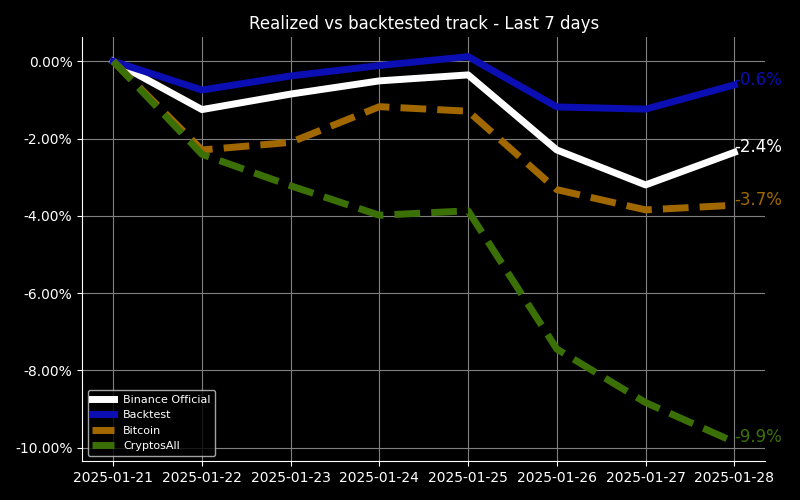 Realized vs backtested track - Last 7 days
0.00%
-2.00%
-4.00%
-6.00%
-8.00%
-10.00%
-0.6%
-2.4%
-3.7%
-9.9%
Binance Official
Backtest
Bitcoin
CryptosAll
2025-01-21 2025-01-22 2025-01-23 2025-01-24 2025-01-25 2025-01-26 2025-01-27 2025-01-28